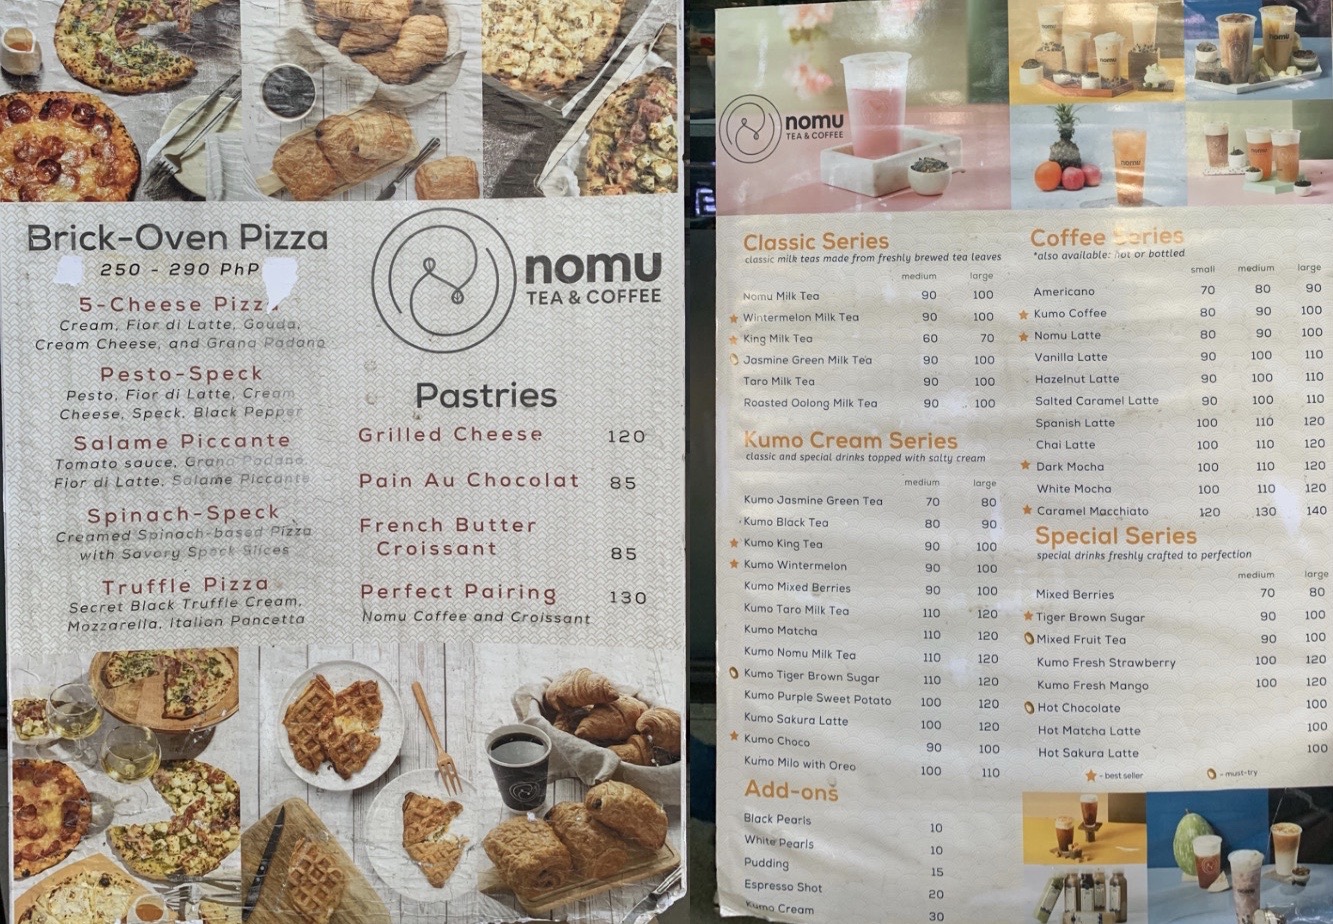 Brick-Oven Pizza
250 - 290 PhP
5-Cheese Pizza
Cream, Fior di Latte, Gouda,
Cream Cheese, and Grana Padano
Pesto-Speck
Pesto, Fior di Latte, Cream
Cheese, Speck, Black Pepper
Salame Piccante
Tomato sauce, Grana Padano,
Fior di Latte, Salame Piccante
Spinach-Speck
Creamed Spinach-based Pizza
with Savory Speck Slices
Truffle Pizza
Secret Black Truffle Cream,
Mozzarella, Italian Pancetta
nomu
TEA & COFFEE
Pastries
Grilled Cheese 120
Pain Au Chocolat 85
French Butter
Croissant 85
Perfect Pairing 130
Nomu Coffee and Croissant
nomu
TEA & COFFEE
Classic Series
classic milk teas made from freshly brewed tea leaves
medium large
Nomu Milk Tea 90 100
Wintermelon Milk Tea 90 100
King Milk Tea 60 70
Jasmine Green Milk Tea 90 100
Taro Milk Tea 90 100
Roasted Oolong Milk Tea 90 100
Kumo Cream Series
classic and special drinks topped with salty cream
medium large
Kumo Jasmine Green Tea 70 80
Kumo Black Tea 80 90
Kumo King Tea 90 100
Kumo Wintermelon 90 100
Kumo Mixed Berries 90 100
Kumo Taro Milk Tea 110 120
Kumo Matcha 110 120
Kumo Nomu Milk Tea 110 120
Kumo Tiger Brown Sugar 110 120
Kumo Purple Sweet Potato 100 120
Kumo Sakura Latte 100 120
Kumo Choco 90 100
Kumo Milo with Oreo 100 110
Add-ons
Black Pearls 10
White Pearls 10
Pudding 15
Espresso Shot 20
Kumo Cream 30
Coffee Series
*also available: hot or bottled
small medium large
Americano 70 80 90
Kumo Coffee 80 90 100
Nomu Latte 80 90 100
Vanilla Latte 90 100 110
Hazelnut Latte 90 100 110
Salted Caramel Latte 90 100 110
Spanish Latte 100 110 120
Chai Latte 100 110 120
Dark Mocha 100 110 120
White Mocha 100 110 120
Caramel Macchiato 120 130 140
Special Series
special drinks freshly crafted to perfection
medium large
Mixed Berries 70 80
Tiger Brown Sugar 90 100
Mixed Fruit Tea 90 100
Kumo Fresh Strawberry 100 120
Kumo Fresh Mango 100 120
Hot Chocolate 100
Hot Matcha Latte 100
Hot Sakura Latte 100
- best seller - must-try